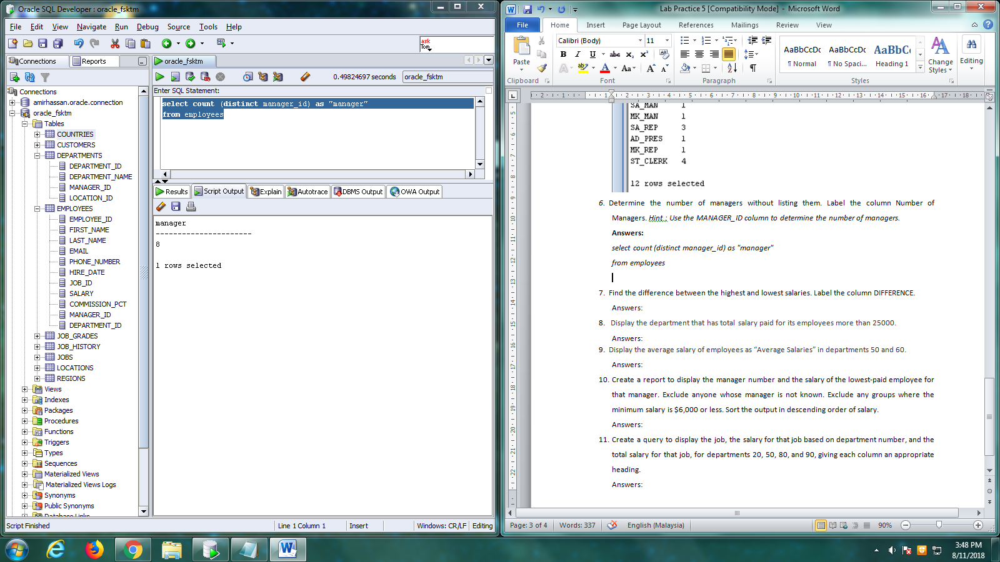 Oracle SQL Developer : oracle_fsktm
File Edit View Navigate Run Debug Source Tools Help
ask
Tom
Connections
Reports
Connections
amirhassan.oracle.connection
oracle_fsktm
Tables
COUNTRIES
CUSTOMERS
DEPARTMENTS
DEPARTMENT_ID
DEPARTMENT_NAME
MANAGER_ID
LOCATION_ID
EMPLOYEES
EMPLOYEE_ID
FIRST_NAME
LAST_NAME
EMAIL
PHONE_NUMBER
HIRE_DATE
JOB_ID
SALARY
COMMISSION_PCT
MANAGER_ID
DEPARTMENT_ID
JOB_GRADES
JOB_HISTORY
JOBS
LOCATIONS
REGIONS
Views
Indexes
Packages
Procedures
Functions
Triggers
Types
Sequences
Materialized Views
Materialized Views Logs
Synonyms
Public Synonyms
Database Links
oracle_fsktm
0.49824697 seconds
oracle_fsktm
Enter SQL Statement:
select count (distinct manager_id) as "manager"
from employees
Results Script Output Explain Autotrace DBMS Output OWA Output
manager
----------------------
8
1 rows selected
Script Finished
Line 1 Column 1
Insert
Windows: CR/LF
Editing
Lab Practice 5 [Compatibility Mode] - Microsoft Word
File Home Insert Page Layout References Mailings Review View
Paste
Clipboard
Calibri (Body)
11
Font
Paragraph
AaBbCcDc AaBbCcDc AaBbC
¶ Normal ¶ No Spaci... Heading 1
Change
Styles
Styles
Editing
SA_MAN 1
MK_MAN 1
SA_REP 3
AD_PRES 1
MK_REP 1
ST_CLERK 4
12 rows selected
6. Determine the number of managers without listing them. Label the column Number of
Managers. Hint : Use the MANAGER_ID column to determine the number of managers.
Answers:
select count (distinct manager_id) as "manager"
from employees
7. Find the difference between the highest and lowest salaries. Label the column DIFFERENCE.
Answers:
8. Display the department that has total salary paid for its employees more than 25000.
Answers:
9. Display the average salary of employees as “Average Salaries” in departments 50 and 60.
Answers:
10. Create a report to display the manager number and the salary of the lowest-paid employee for
that manager. Exclude anyone whose manager is not known. Exclude any groups where the
minimum salary is $6,000 or less. Sort the output in descending order of salary.
Answers:
11. Create a query to display the job, the salary for that job based on department number, and the
total salary for that job, for departments 20, 50, 80, and 90, giving each column an appropriate
heading.
Answers:
Page: 3 of 4
Words: 337
English (Malaysia)
90%
3:48 PM
8/11/2018